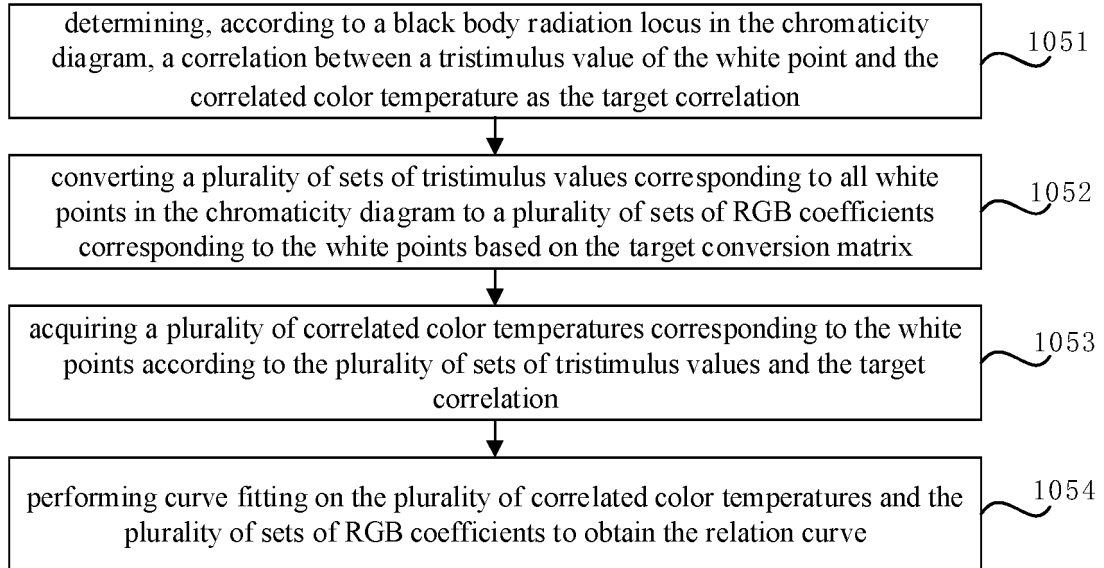 determining, according to a black body radiation locus in the chromaticity
diagram, a correlation between a tristimulus value of the white point and the
correlated color temperature as the target correlation
1051
converting a plurality of sets of tristimulus values corresponding to all white
points in the chromaticity diagram to a plurality of sets of RGB coefficients
corresponding to the white points based on the target conversion matrix
1052
acquiring a plurality of correlated color temperatures corresponding to the white
points according to the plurality of sets of tristimulus values and the target
correlation
1053
performing curve fitting on the plurality of correlated color temperatures and the
plurality of sets of RGB coefficients to obtain the relation curve
1054